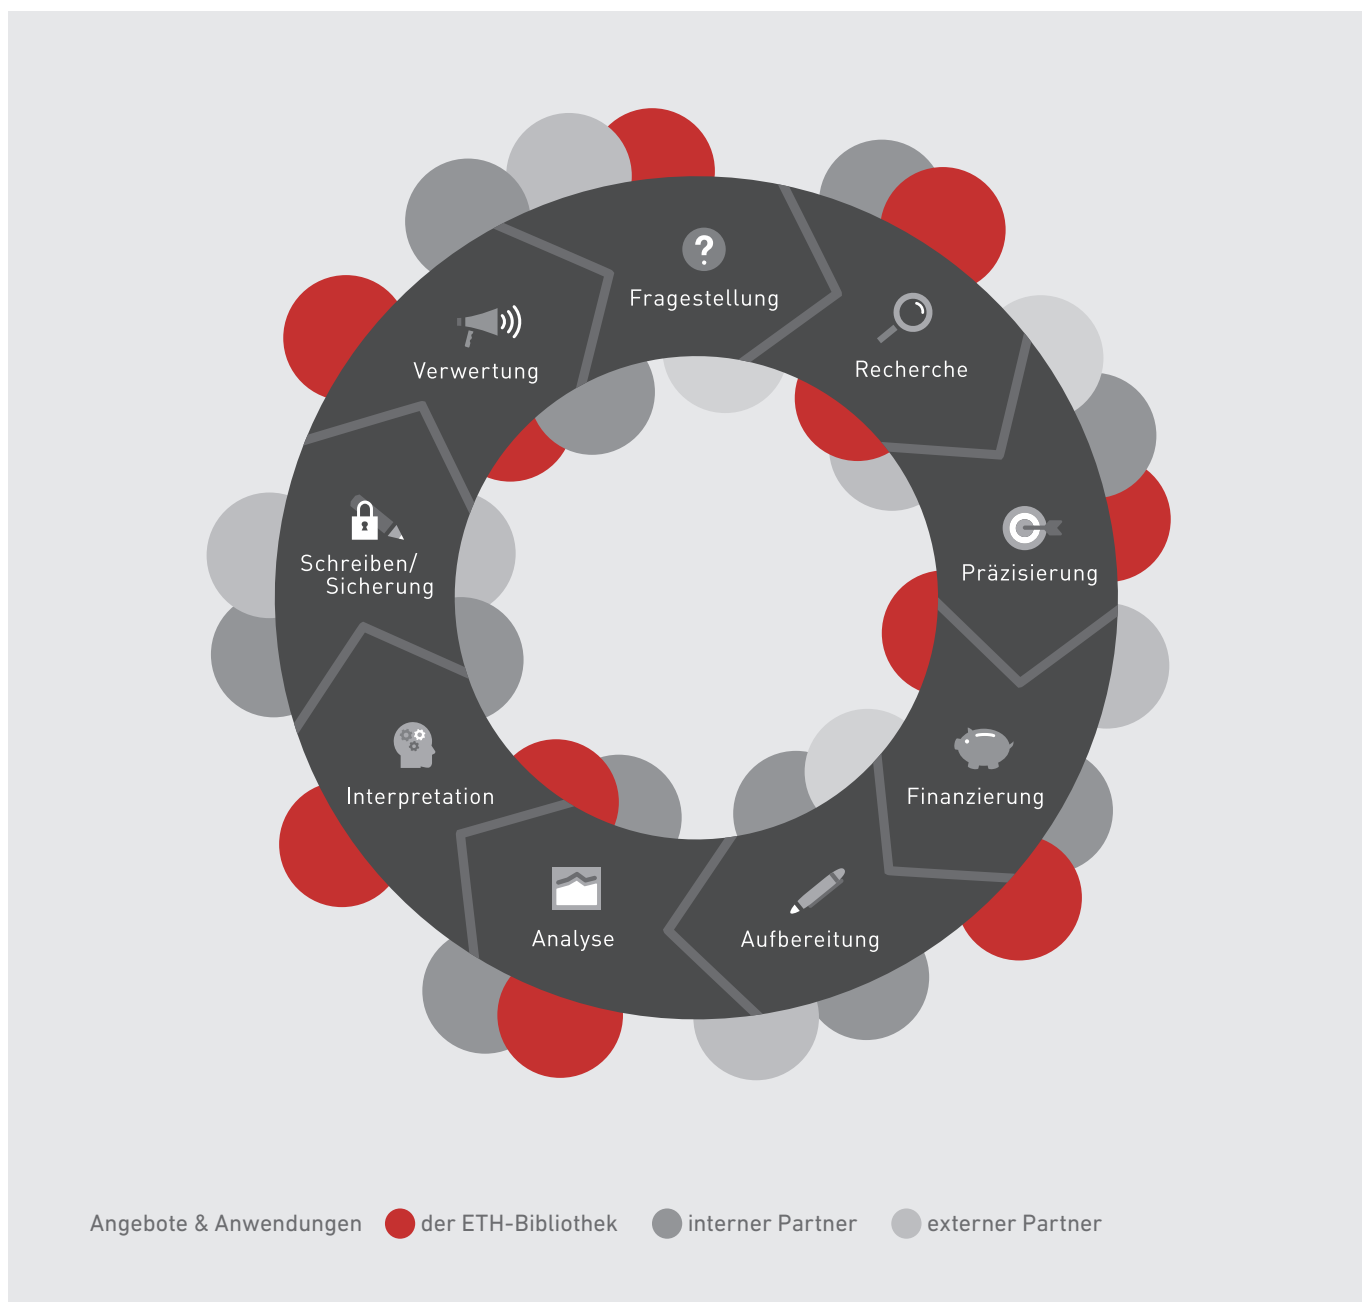 ?
Fragestellung
Recherche
Präzisierung
Finanzierung
Aufbereitung
Analyse
Interpretation
Schreiben/
Sicherung
Verwertung
Angebote & Anwendungen der ETH-Bibliothek interner Partner externer Partner